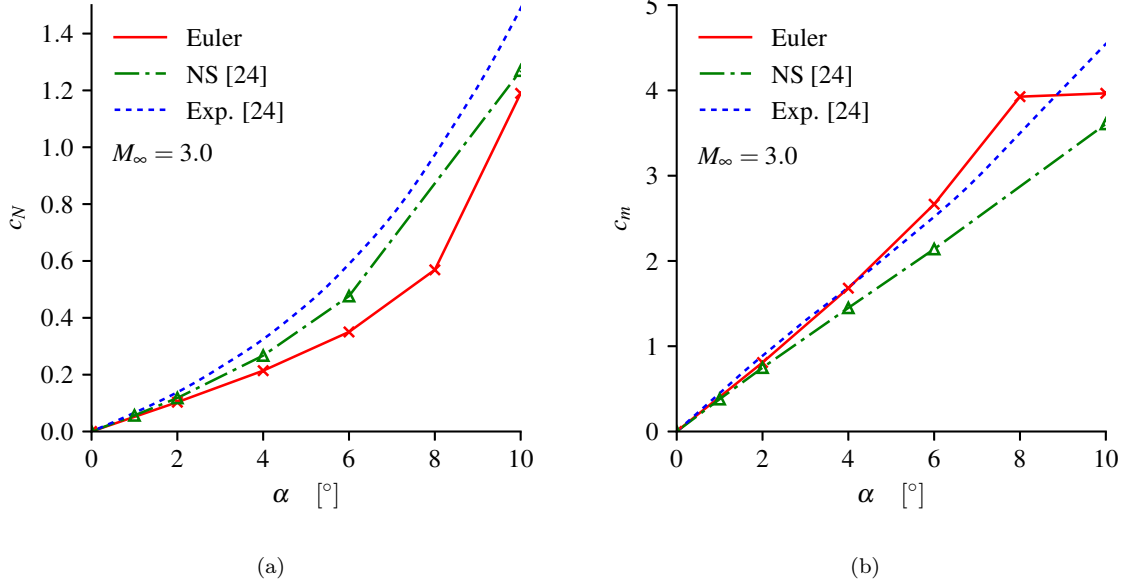 1.4
1.2
1.0
0.8
0.6
0.4
0.2
0.0
c_N
Euler
NS [24]
Exp. [24]
M_∞ = 3.0
0 2 4 6 8 10
α [°]
(a)
5
4
3
2
1
0
c_m
Euler
NS [24]
Exp. [24]
M_∞ = 3.0
0 2 4 6 8 10
α [°]
(b)